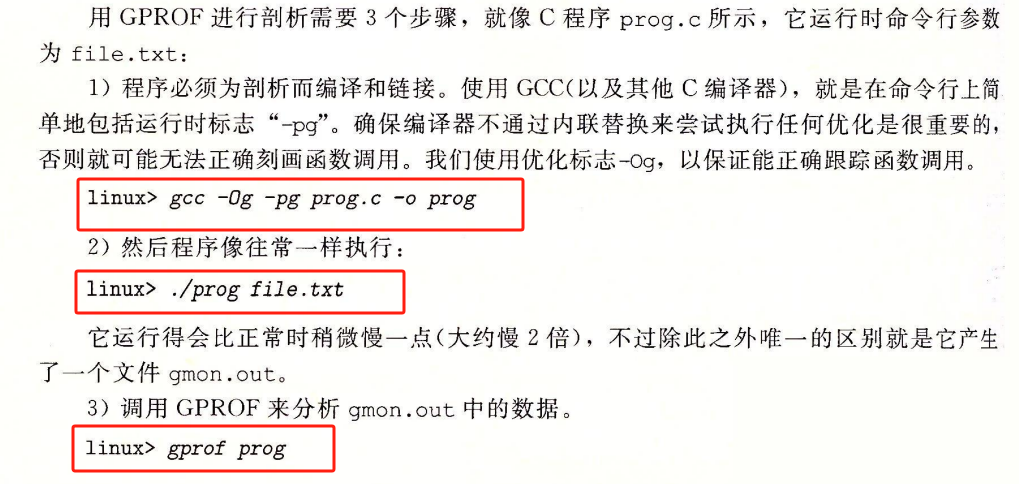 用 GPROF 进行剖析需要 3 个步骤，就像 C 程序 prog.c 所示，它运行时命令行参数
为 file.txt：
1）程序必须为剖析而编译和链接。使用 GCC(以及其他 C 编译器)，就是在命令行上简
单地包括运行时标志“-pg”。确保编译器不通过内联替换来尝试执行任何优化是很重要的，
否则就可能无法正确刻画函数调用。我们使用优化标志-Og，以保证能正确跟踪函数调用。
linux> gcc -Og -pg prog.c -o prog
2）然后程序像往常一样执行：
linux> ./prog file.txt
它运行得会比正常时稍微慢一点(大约慢 2 倍)，不过除此之外唯一的区别就是它产生
了一个文件 gmon.out。
3）调用 GPROF 来分析 gmon.out 中的数据。
linux> gprof prog